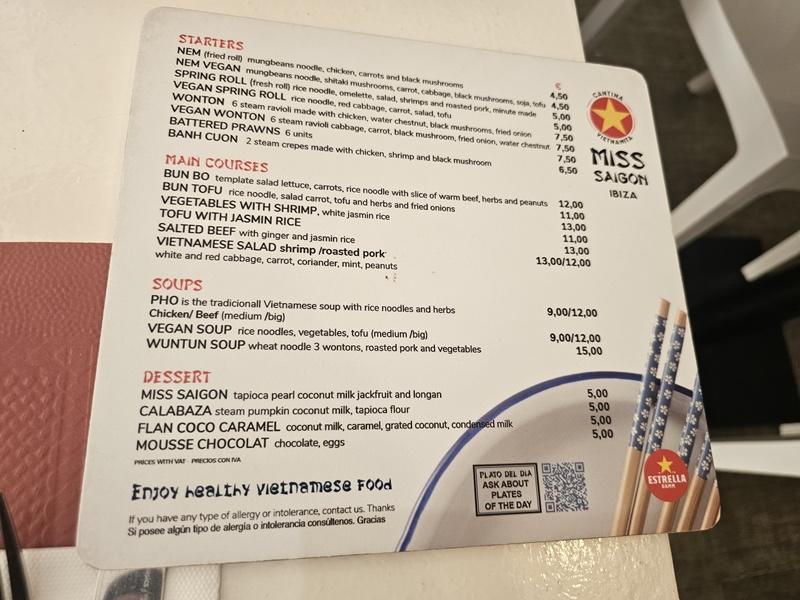 STARTERS
€
NEM (fried roll) mungbeans noodle, chicken, carrots and black mushrooms 4,50
NEM VEGAN mungbeans noodle, shitaki mushrooms, carrot, cabbage, black mushrooms, soja, tofu 4,50
SPRING ROLL (fresh roll) rice noodle, omelette, salad, shrimps and roasted pork, minute made 5,00
VEGAN SPRING ROLL rice noodle, red cabbage, carrot, salad, tofu 5,00
WONTON 6 steam ravioli made with chicken, water chestnut, black mushrooms, fried onion 7,50
VEGAN WONTON 6 steam ravioli cabbage, carrot, black mushroom, fried onion, water chestnut 7,50
BATTERED PRAWNS 6 units 7,50
BANH CUON 2 steam crepes made with chicken, shrimp and black mushroom 6,50
CANTINA
VIETNAMITA
MISS
SAIGON
IBIZA
MAIN COURSES
BUN BO template salad lettuce, carrots, rice noodle with slice of warm beef, herbs and peanuts 12,00
BUN TOFU rice noodle, salad carrot, tofu and herbs and fried onions 11,00
VEGETABLES WITH SHRIMP, white jasmin rice 13,00
TOFU WITH JASMIN RICE 11,00
SALTED BEEF with ginger and jasmin rice 13,00
VIETNAMESE SALAD shrimp /roasted pork 13,00/12,00
white and red cabbage, carrot, coriander, mint, peanuts
SOUPS
PHO is the tradicionall Vietnamese soup with rice noodles and herbs 9,00/12,00
Chicken/ Beef (medium /big)
VEGAN SOUP rice noodles, vegetables, tofu (medium /big) 9,00/12,00
WUNTUN SOUP wheat noodle 3 wontons, roasted pork and vegetables 15,00
DESSERT
MISS SAIGON tapioca pearl coconut milk jackfruit and longan 5,00
CALABAZA steam pumpkin coconut milk, tapioca flour 5,00
FLAN COCO CARAMEL coconut milk, caramel, grated coconut, condensed milk 5,00
MOUSSE CHOCOLAT chocolate, eggs 5,00
PRICES WITH VAT · PRECIOS CON IVA
Enjoy healthy vietnamese food
PLATO DEL DIA
ASK ABOUT
PLATES
OF THE DAY
ESTRELLA
DAMM
If you have any type of allergy or intolerance, contact us. Thanks
Si posee algún tipo de alergia o intolerancia consúltenos. Gracias